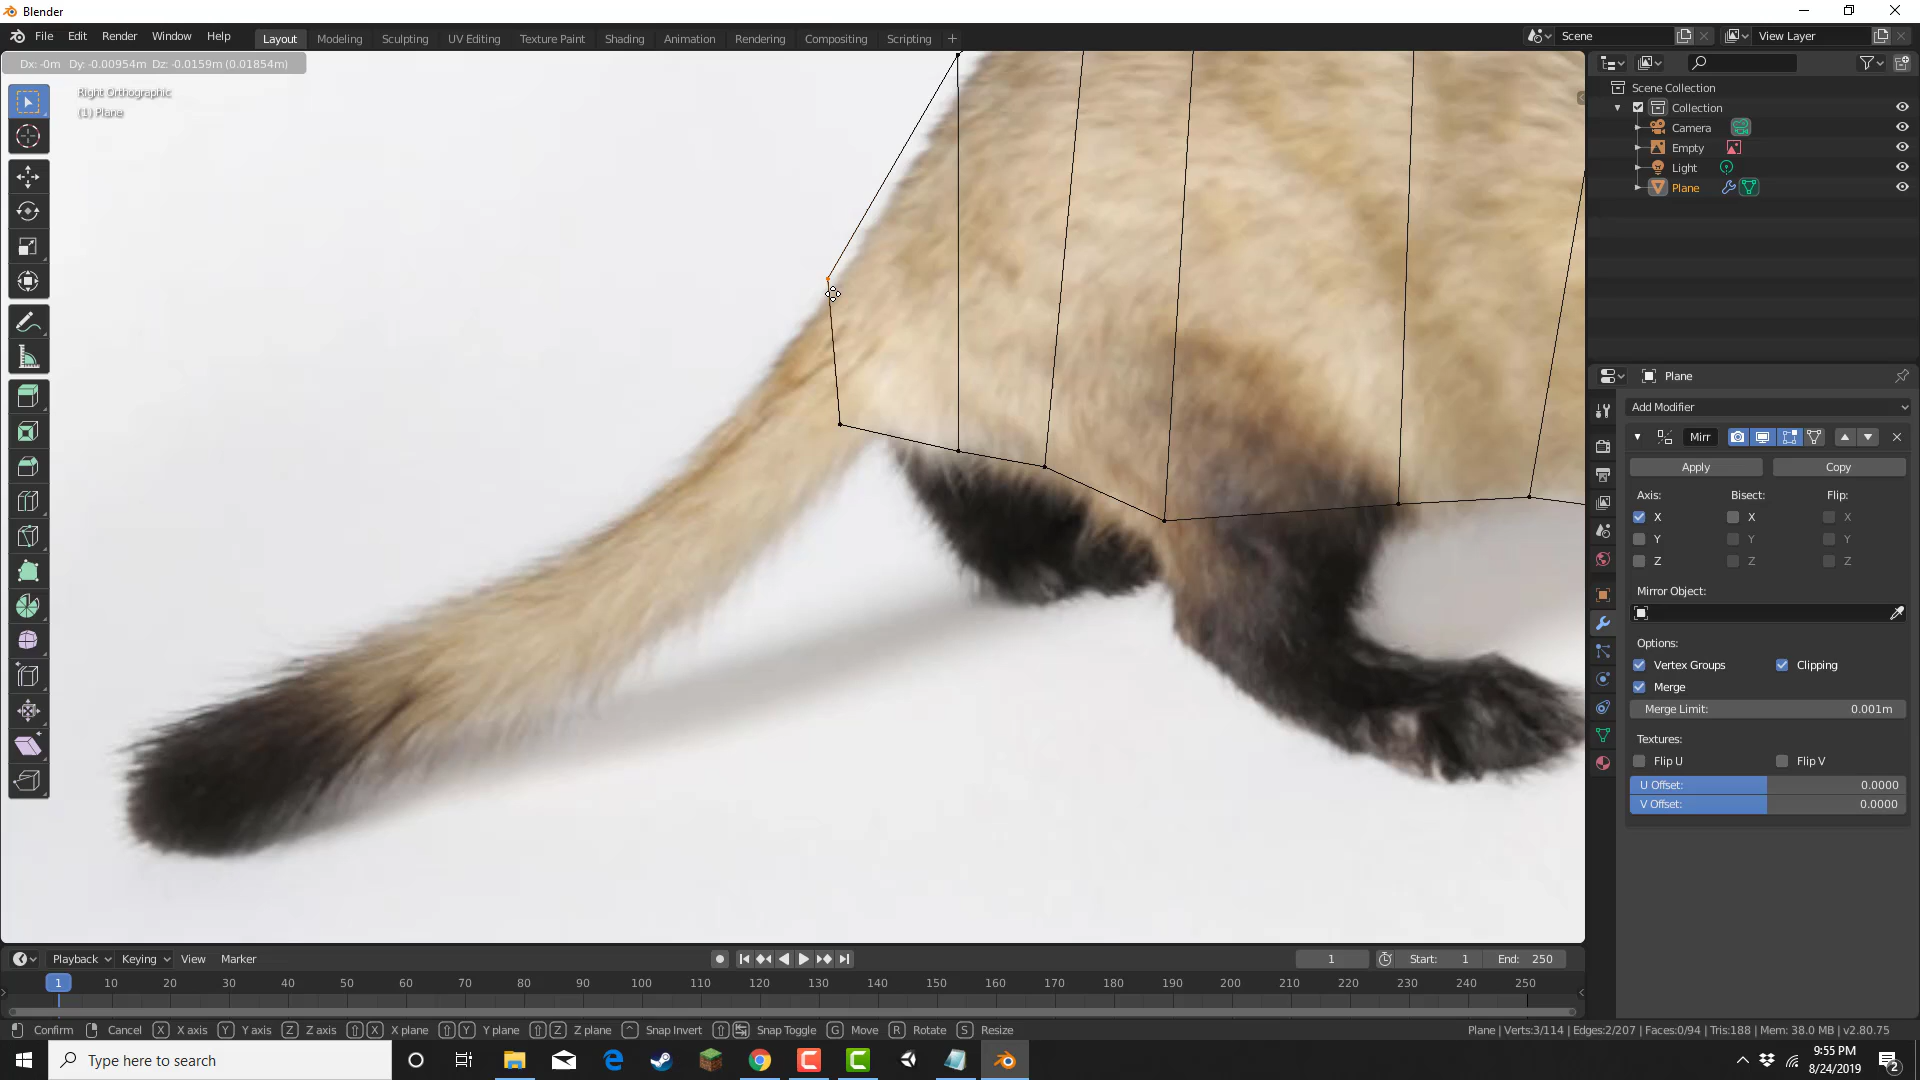 Blender
File Edit Render Window Help Layout Modeling Sculpting UV Editing Texture Paint Shading Animation Rendering Compositing Scripting + Scene View Layer
Dx: -0m Dy: -0.00954m Dz: -0.0159m (0.01854m)
Right Orthographic
(1) Plane
Scene Collection
Collection
Camera
Empty
Light
Plane
Plane
Add Modifier
Mirr
Apply Copy
Axis: Bisect: Flip:
X X X
Y Y Y
Z Z Z
Mirror Object:
Options:
Vertex Groups Clipping
Merge
Merge Limit: 0.001m
Textures:
Flip U Flip V
U Offset: 0.0000
V Offset: 0.0000
Playback Keying View Marker 1 Start: 1 End: 250
1 10 20 30 40 50 60 70 80 90 100 110 120 130 140 150 160 170 180 190 200 210 220 230 240 250
Confirm Cancel X X axis Y Y axis Z Z axis X X plane Y Y plane Z Z plane Snap Invert Snap Toggle G Move R Rotate S Resize Plane | Verts:3/114 | Edges:2/207 | Faces:0/94 | Tris:188 | Mem: 38.0 MB | v2.80.75
Type here to search
9:55 PM
8/24/2019
2